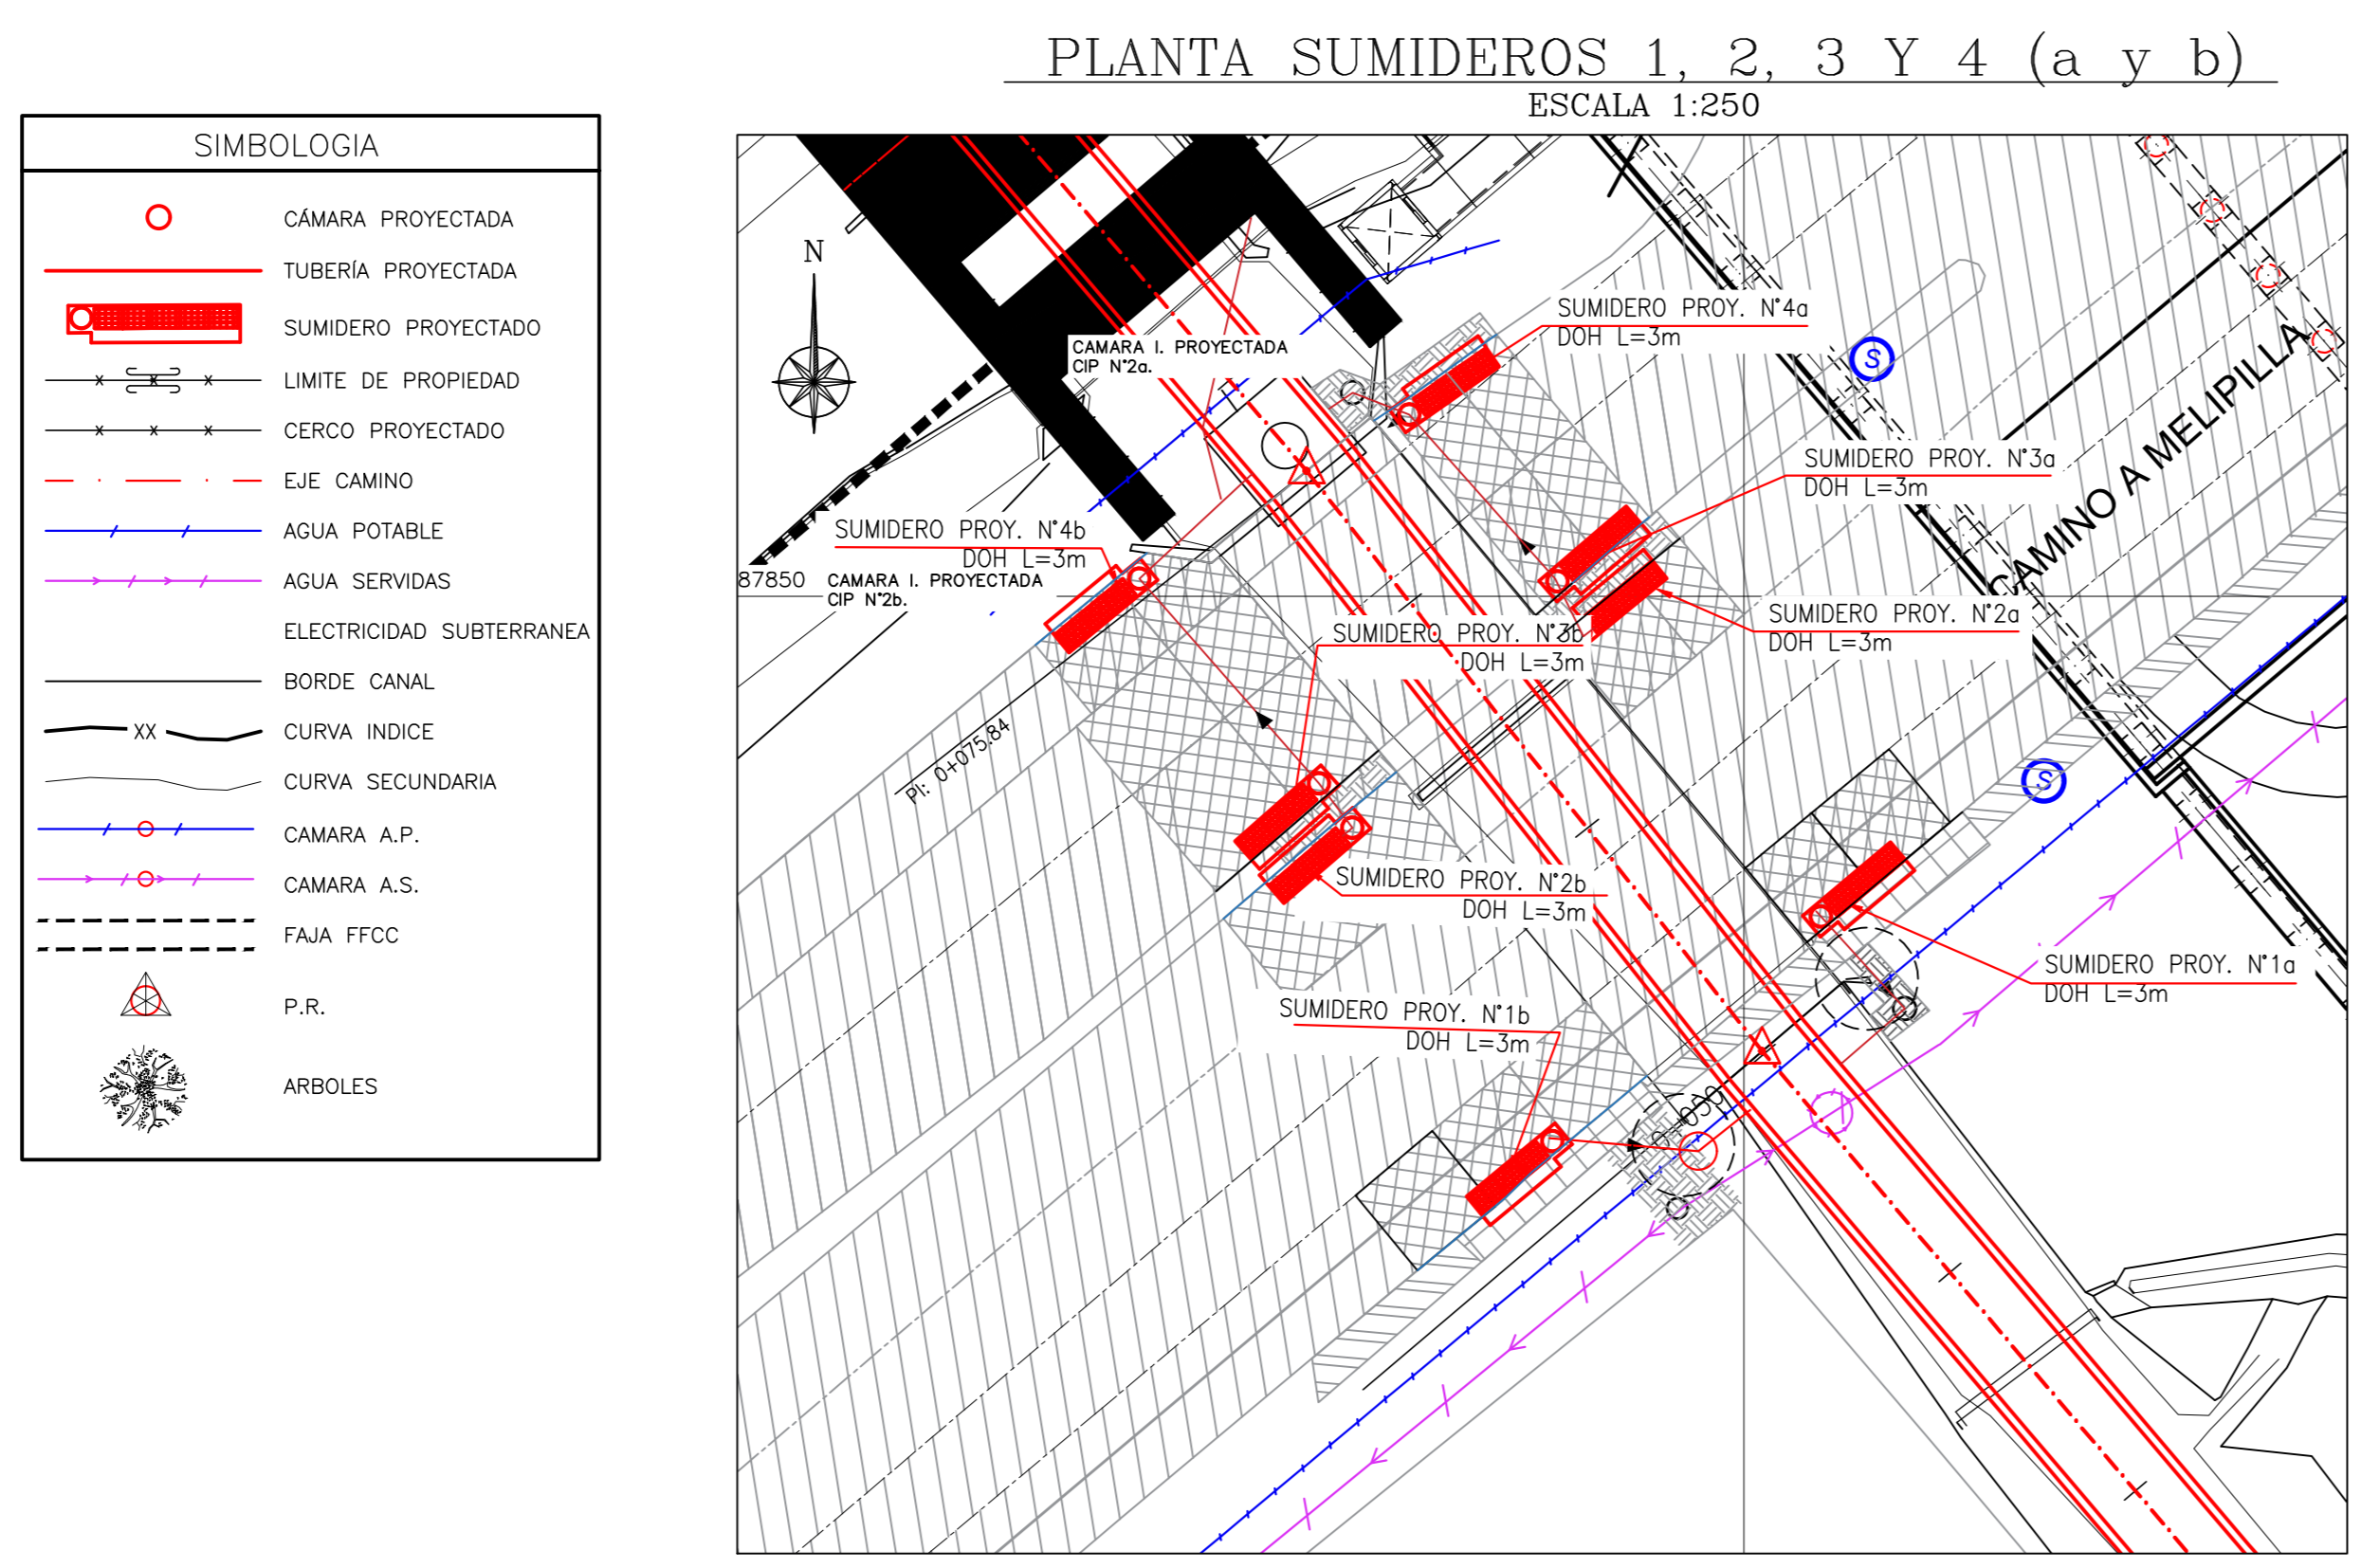 PLANTA SUMIDEROS 1, 2, 3 Y 4 (a y b)
ESCALA 1:250
SIMBOLOGIA
CÁMARA PROYECTADA
TUBERÍA PROYECTADA
SUMIDERO PROYECTADO
LIMITE DE PROPIEDAD
CERCO PROYECTADO
EJE CAMINO
AGUA POTABLE
AGUA SERVIDAS
ELECTRICIDAD SUBTERRANEA
BORDE CANAL
XX
CURVA INDICE
CURVA SECUNDARIA
CAMARA A.P.
CAMARA A.S.
FAJA FFCC
P.R.
ARBOLES
N
CAMARA I. PROYECTADA
CIP N°2a.
SUMIDERO PROY. N°4a
DOH L=3m
S
CAMINO A MELIPILLA
SUMIDERO PROY. N°3a
DOH L=3m
SUMIDERO PROY. N°4b
DOH L=3m
87850
CAMARA I. PROYECTADA
CIP N°2b.
SUMIDERO PROY. N°2a
DOH L=3m
SUMIDERO PROY. N°3b
DOH L=3m
PI: 0+075.84
S
SUMIDERO PROY. N°2b
DOH L=3m
SUMIDERO PROY. N°1a
DOH L=3m
SUMIDERO PROY. N°1b
DOH L=3m